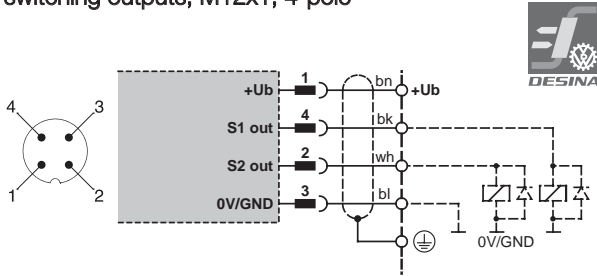 switching outputs, M12x1, 4-pole
DESINA
4 3
1 2
+Ub 1 bn +Ub
S1 out 4 bk
S2 out 2 wh
0V/GND 3 bl
0V/GND